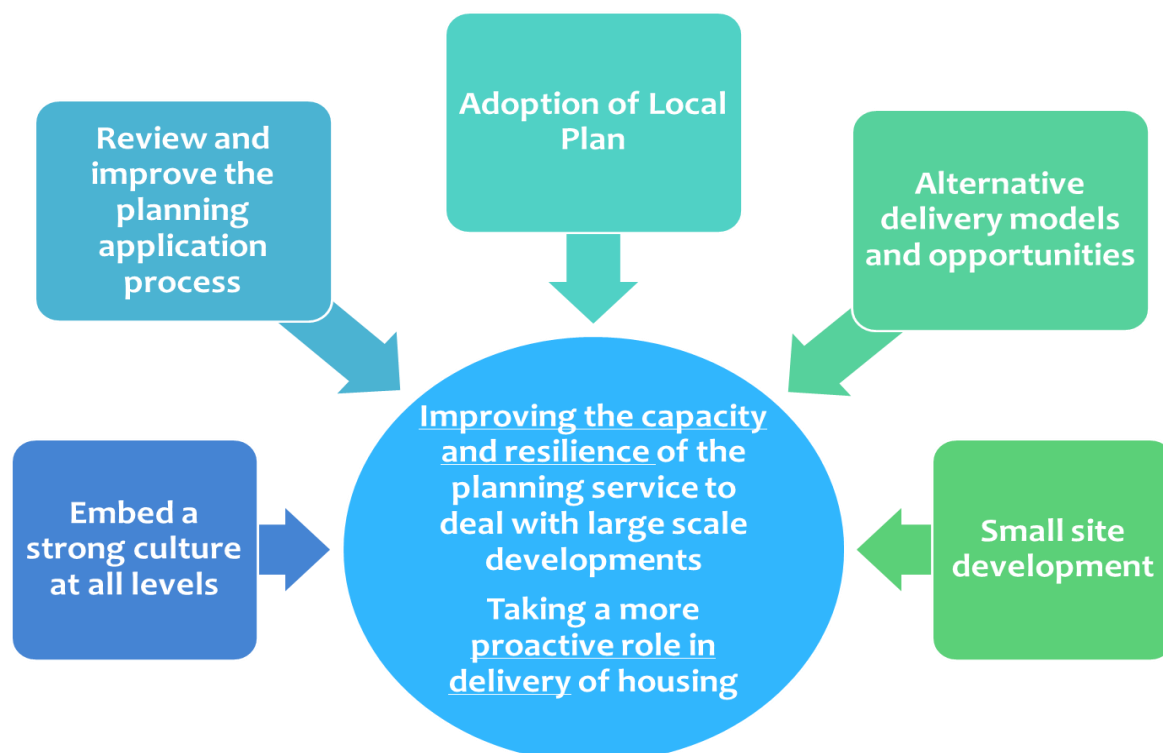 Adoption of Local
Plan
Review and
improve the
planning
application
process
Alternative
delivery models
and opportunities
Embed a
strong culture
at all levels
Improving the capacity
and resilience of the
planning service to
deal with large scale
developments
Taking a more
proactive role in
delivery of housing
Small site
development